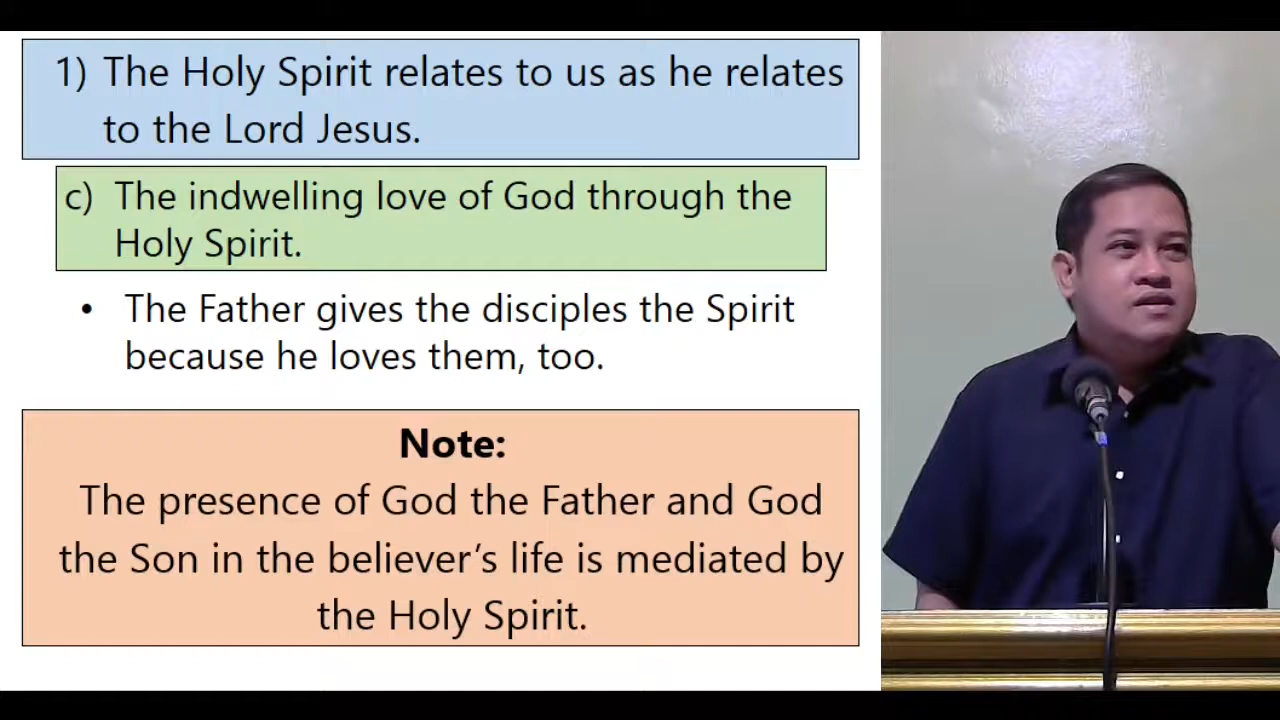 1) The Holy Spirit relates to us as he relates
to the Lord Jesus.
c) The indwelling love of God through the
Holy Spirit.
• The Father gives the disciples the Spirit
because he loves them, too.
Note:
The presence of God the Father and God
the Son in the believer’s life is mediated by
the Holy Spirit.